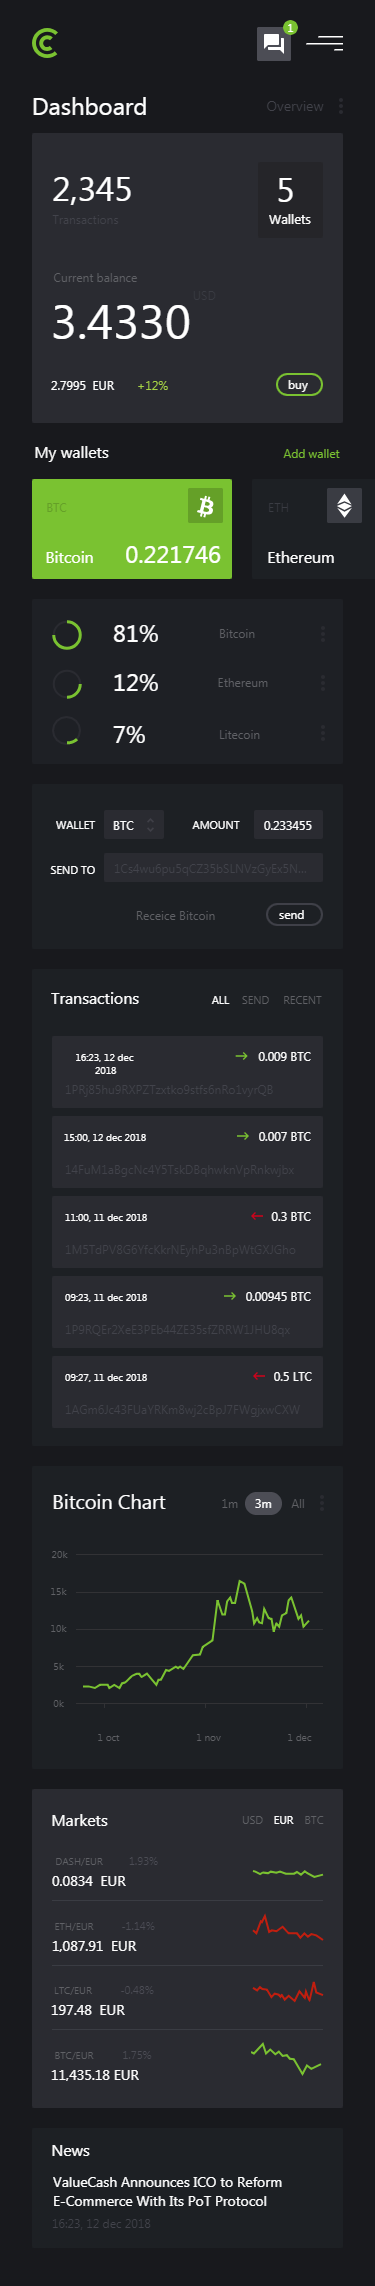 1
Dashboard
Overview
2,345
5
Transactions
Wallets
Current balance
USD
3.4330
2.7995 EUR
+12%
buy
My wallets
Add wallet
BTC
ETH
Bitcoin
0.221746
Ethereum
81%
Bitcoin
12%
Ethereum
7%
Litecoin
WALLET
BTC
AMOUNT
0.233455
SEND TO
1Cs4wu6pu5qCZ35bSLNVzGyEx5N...
Receice Bitcoin
send
Transactions
ALL
SEND
RECENT
16:23, 12 dec
2018
0.009 BTC
1PRj85hu9RXPZTzxtko9stfs6nRo1vyrQB
15:00, 12 dec 2018
0.007 BTC
14FuM1aBgcNc4Y5TskDBqhwknVpRnkwjbx
11:00, 11 dec 2018
0.3 BTC
1M5TdPV8G6YfcKkrNEyhPu3nBpWtGXJGho
09:23, 11 dec 2018
0.00945 BTC
1P9RQEr2XeE3PEb44ZE35sfZRRW1JHU8qx
09:27, 11 dec 2018
0.5 LTC
1AGm6Jc43FUaYRKm8wj2cBpJ7FWgjxwCXW
Bitcoin Chart
1m
3m
All
20k
15k
10k
5k
0k
1 oct
1 nov
1 dec
Markets
USD
EUR
BTC
DASH/EUR
1.93%
0.0834 EUR
ETH/EUR
-1.14%
1,087.91 EUR
LTC/EUR
-0.48%
197.48 EUR
BTC/EUR
1.75%
11,435.18 EUR
News
ValueCash Announces ICO to Reform
E-Commerce With Its PoT Protocol
16:23, 12 dec 2018